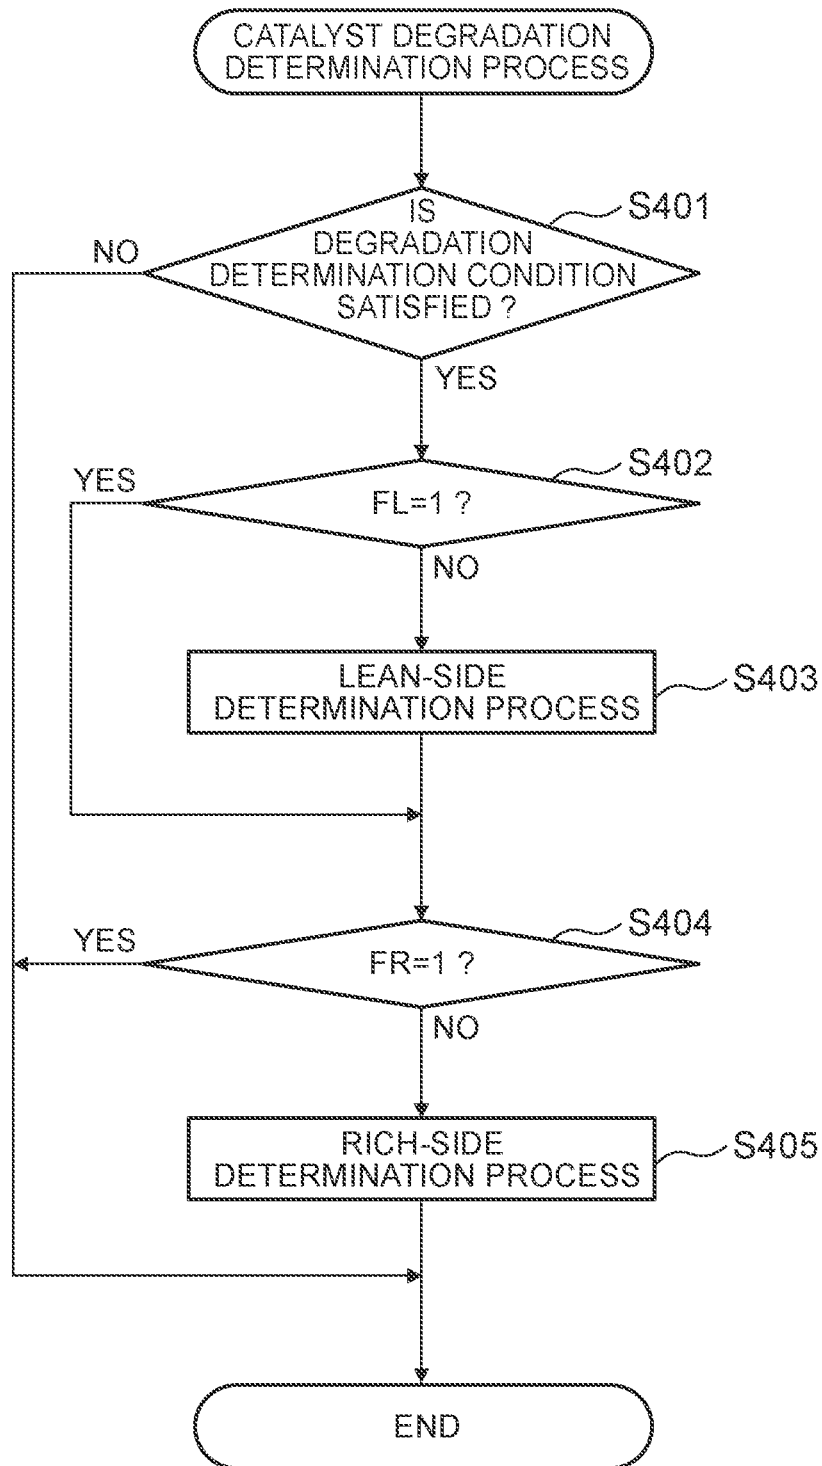 CATALYST DEGRADATION
DETERMINATION PROCESS
S401
IS
DEGRADATION
DETERMINATION CONDITION
SATISFIED ?
NO
YES
S402
YES
FL=1 ?
NO
LEAN-SIDE
DETERMINATION PROCESS
S403
S404
YES
FR=1 ?
NO
RICH-SIDE
DETERMINATION PROCESS
S405
END